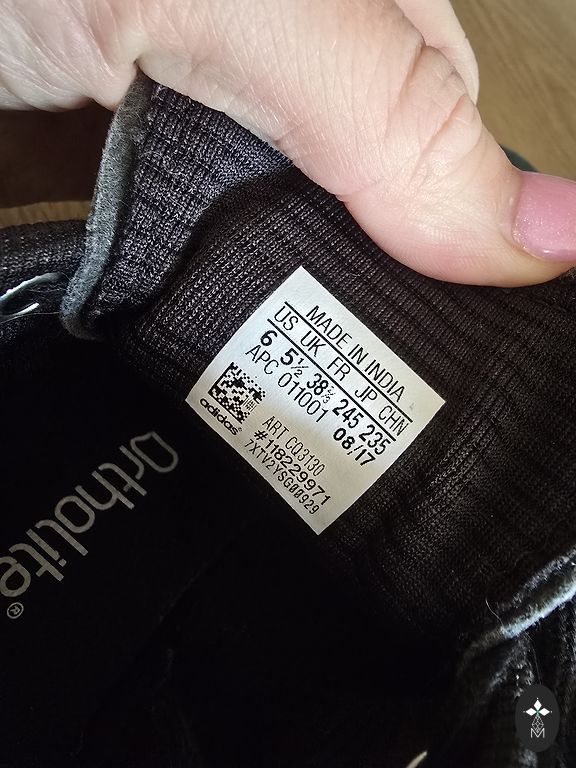 MADE IN INDIA
US UK FR JP CHN
6 5½ 38⅔ 245 235
APC 011001 08/17
ART CQ3130
#118229971
7XTV2YSG00929
adidas
Ortholite®
M